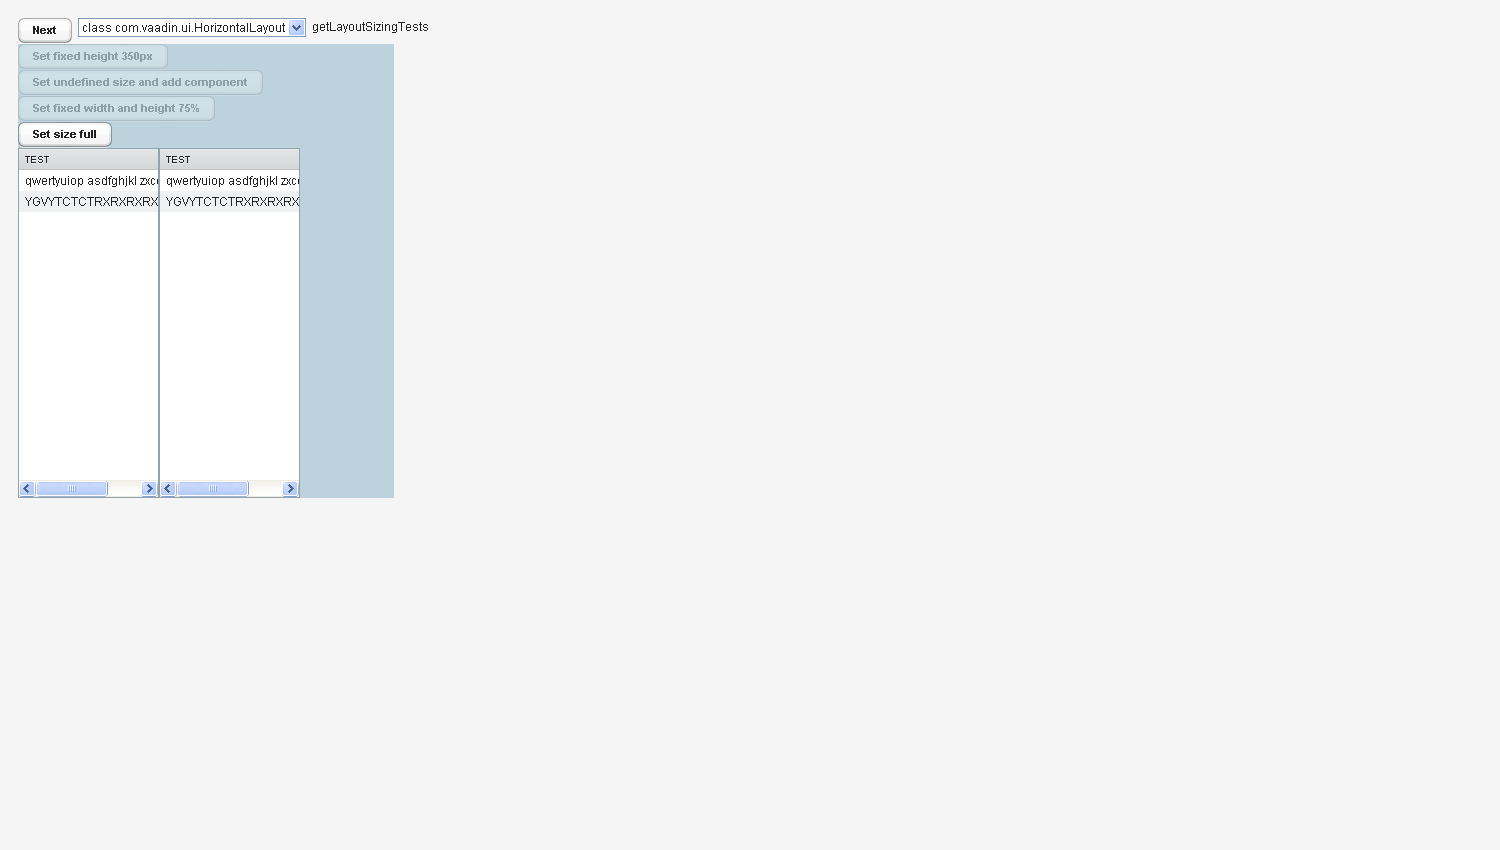 Next class com.vaadin.ui.HorizontalLayout getLayoutSizingTests
Set fixed height 350px
Set undefined size and add component
Set fixed width and height 75%
Set size full
TEST TEST
qwertyuiop asdfghjkl zxc qwertyuiop asdfghjkl zxc
YGVYTCTCTRXRXRXRX YGVYTCTCTRXRXRXRX